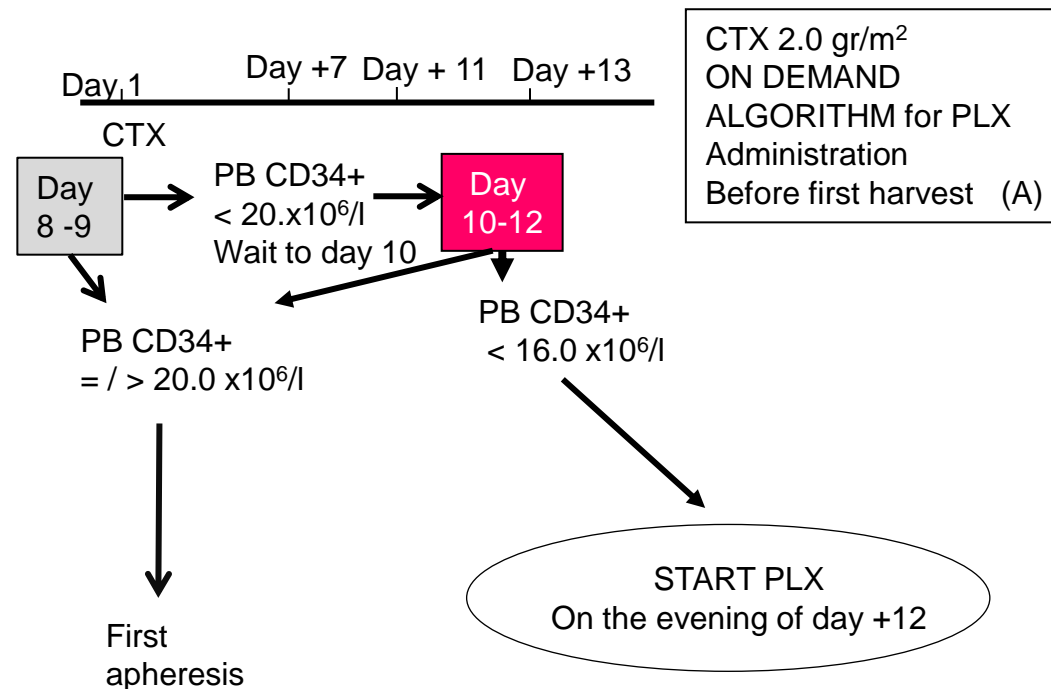 Day 1
Day +7
Day + 11
Day +13
CTX 2.0 gr/m²
ON DEMAND
ALGORITHM for PLX
Administration
Before first harvest (A)
CTX
Day
8 -9
PB CD34+
< 20.x10⁶/l
Wait to day 10
Day
10-12
PB CD34+
= / > 20.0 x10⁶/l
PB CD34+
< 16.0 x10⁶/l
First
apheresis
START PLX
On the evening of day +12